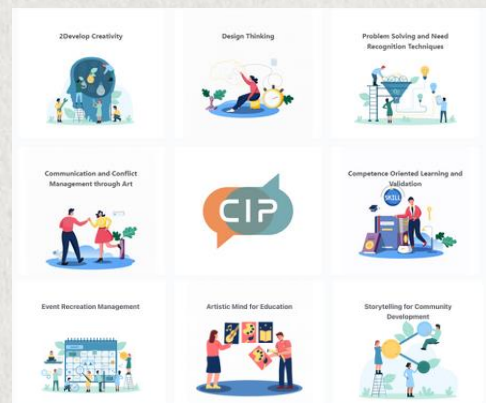 2Develop Creativity
Design Thinking
Problem Solving and Need
Recognition Techniques
Communication and Conflict
Management through Art
CIP
Competence Oriented Learning and
Validation
SKILL
Event Recreation Management
Artistic Mind for Education
Storytelling for Community
Development